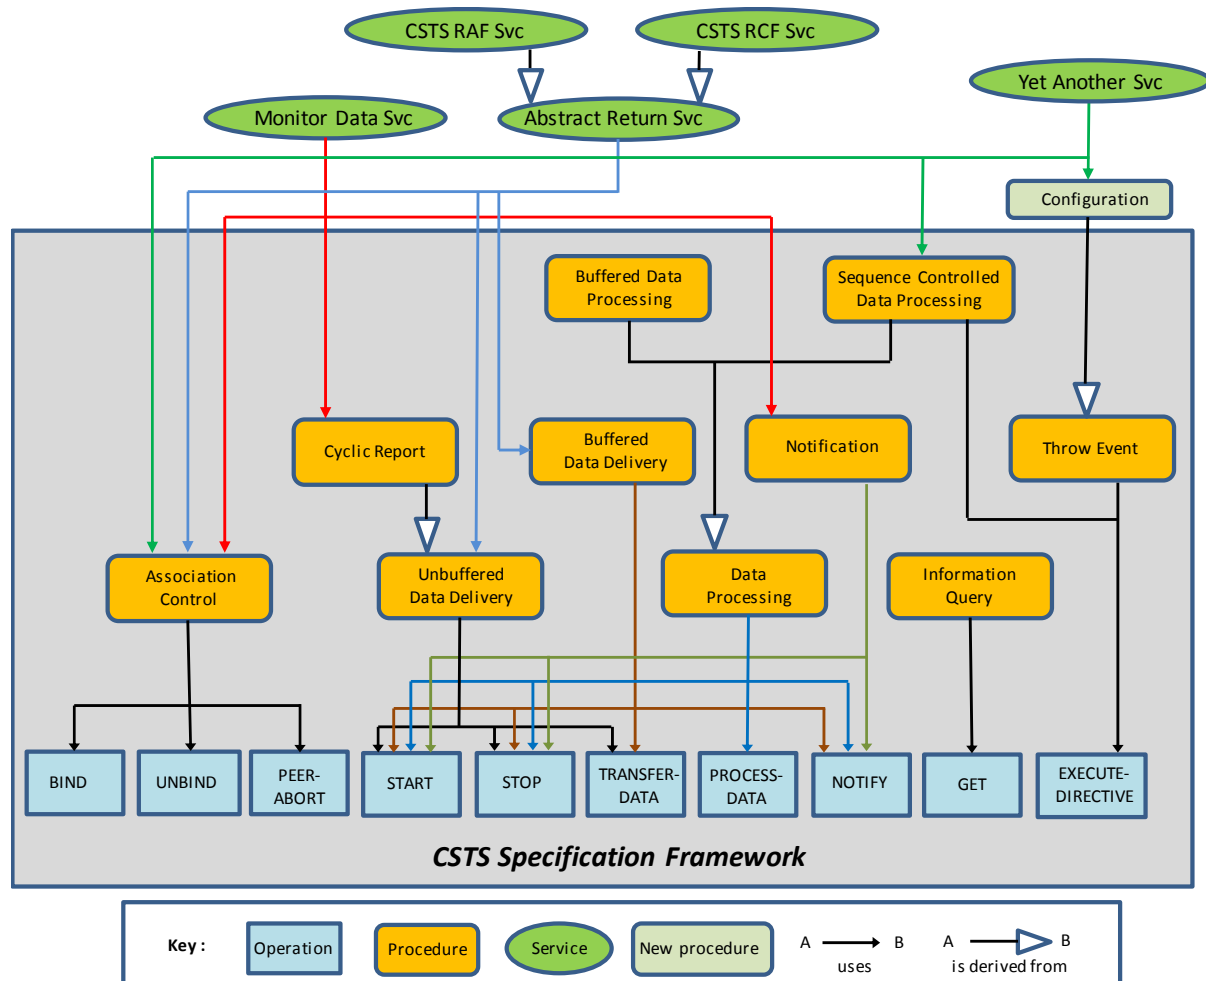 CSTS RAF Svc
CSTS RCF Svc
Yet Another Svc
Monitor Data Svc
Abstract Return Svc
Configuration
Buffered Data
Processing
Sequence Controlled
Data Processing
Cyclic Report
Buffered
Data Delivery
Notification
Throw Event
Association
Control
Unbuffered
Data Delivery
Data
Processing
Information
Query
BIND
UNBIND
PEER-
ABORT
START
STOP
TRANSFER-
DATA
PROCESS-
DATA
NOTIFY
GET
EXECUTE-
DIRECTIVE
CSTS Specification Framework
Key :
Operation
Procedure
Service
New procedure
A
B
uses
A
B
is derived from